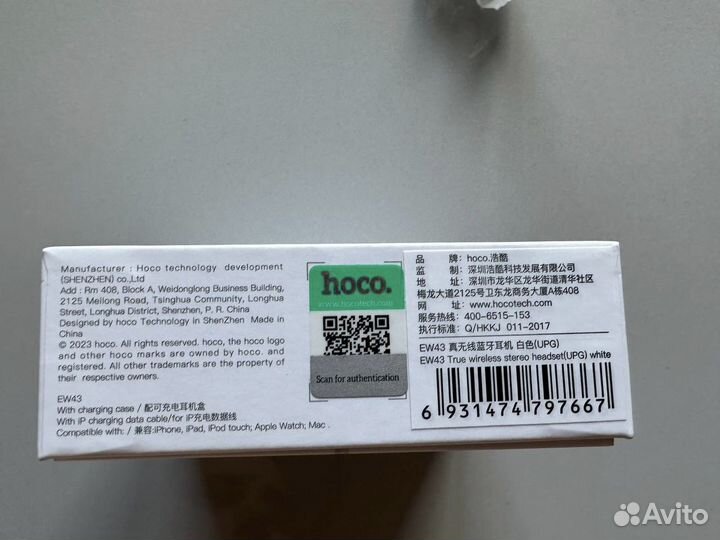 Manufacturer : Hoco technology development
(SHENZHEN) co.,Ltd
Add : Rm 408, Block A, Weidonglong Business Building,
2125 Meilong Road, Tsinghua Community, Longhua
Street, Longhua District, Shenzhen, P. R. China
Designed by hoco Technology In ShenZhen Made in
China
© 2023 hoco. All rights reserved, the hoco logo
and other hoco marks are owned by hoco. and
registered. All other trademarks are the property of
their respective owners.
EW43
With charging case / 配可充电耳机盒
With iP charging data cable/for iP充电数据线
Compatible with: / 兼容:iPhone, iPad, IPod touch; Apple Watch; Mac .
hoco.
www.hocotech.com
Scan for authentication
品 牌: hoco.浩酷
监 制: 深圳浩酷科技发展有限公司
地 址: 深圳市龙华区龙华街道清华社区
梅龙大道2125号卫东龙商务大厦A栋408
网 址: www.hocotech.com
服务热线: 400-6515-153
执行标准: Q/HKKJ 011-2017
EW43 真无线蓝牙耳机 白色(UPG)
EW43 True wireless stereo headset(UPG) white
6 931474 797667
Avito